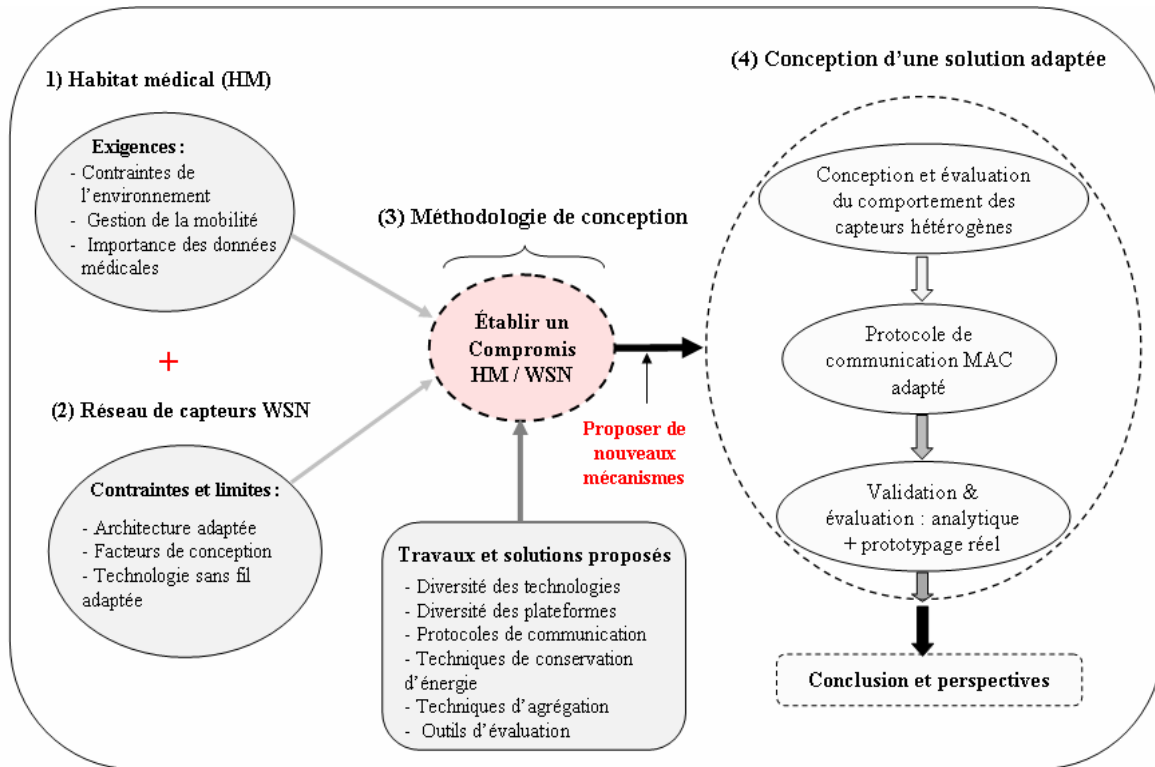 1) Habitat médical (HM)
Exigences :
- Contraintes de
l'environnement
- Gestion de la mobilité
- Importance des données
médicales
+
(2) Réseau de capteurs WSN
Contraintes et limites :
- Architecture adaptée
- Facteurs de conception
- Technologie sans fil
adaptée
(3) Méthodologie de conception
Établir un
Compromis
HM / WSN
Proposer de
nouveaux
mécanismes
Travaux et solutions proposés
- Diversité des technologies
- Diversité des plateformes
- Protocoles de communication
- Techniques de conservation
d'énergie
- Techniques d'agrégation
- Outils d'évaluation
(4) Conception d'une solution adaptée
Conception et évaluation
du comportement des
capteurs hétérogènes
Protocole de
communication MAC
adapté
Validation &
évaluation : analytique
+ prototypage réel
Conclusion et perspectives